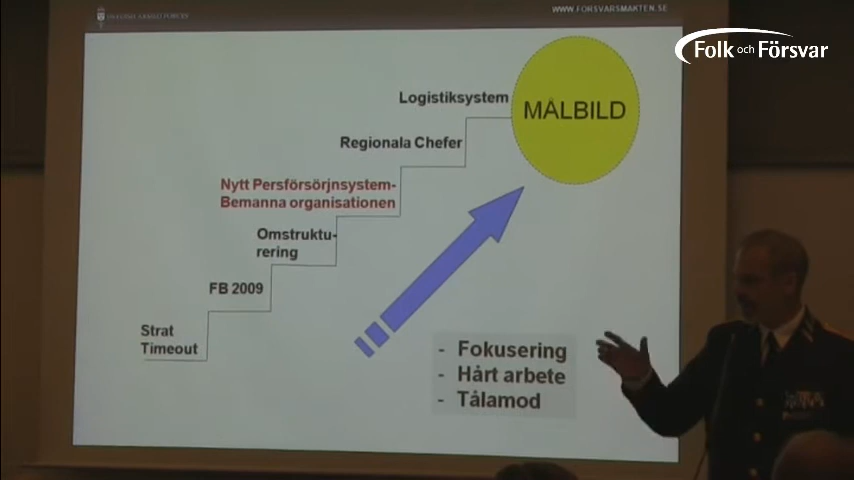 WWW.FORSVARSMAKTEN.SE
Folk och Försvar
Logistiksystem
MÅLBILD
Regionala Chefer
Nytt Persförsörjnsystem-
Bemanna organisationen
Omstruktu-
rering
FB 2009
Strat
Timeout
- Fokusering
- Hårt arbete
- Tålamod